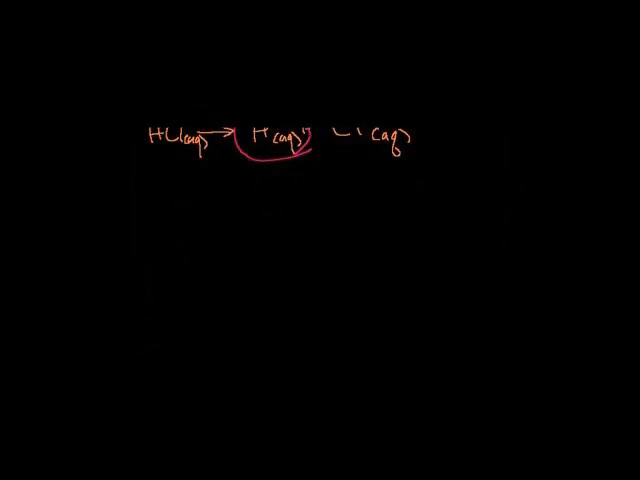 HCl(aq) → H (aq) + Cl (aq)